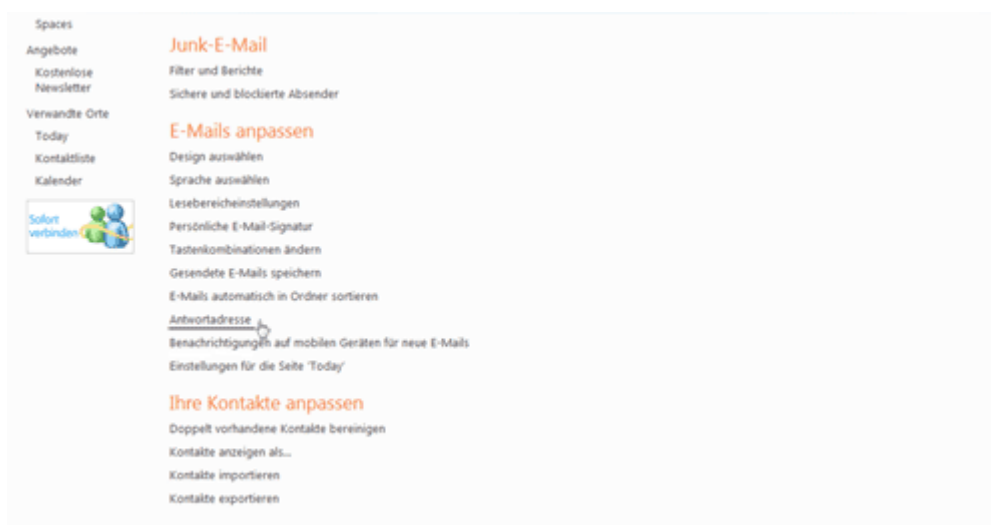 Spaces
Angebote
Kostenlose
Newsletter
Verwandte Orte
Today
Kontaktliste
Kalender
Sofort
verbinden
Junk-E-Mail
Filter und Berichte
Sichere und blockierte Absender
E-Mails anpassen
Design auswählen
Sprache auswählen
Lesebereicheinstellungen
Persönliche E-Mail-Signatur
Tastenkombinationen ändern
Gesendete E-Mails speichern
E-Mails automatisch in Ordner sortieren
Antwortadresse
Benachrichtigungen auf mobilen Geräten für neue E-Mails
Einstellungen für die Seite 'Today'
Ihre Kontakte anpassen
Doppelt vorhandene Kontakte bereinigen
Kontakte anzeigen als...
Kontakte importieren
Kontakte exportieren